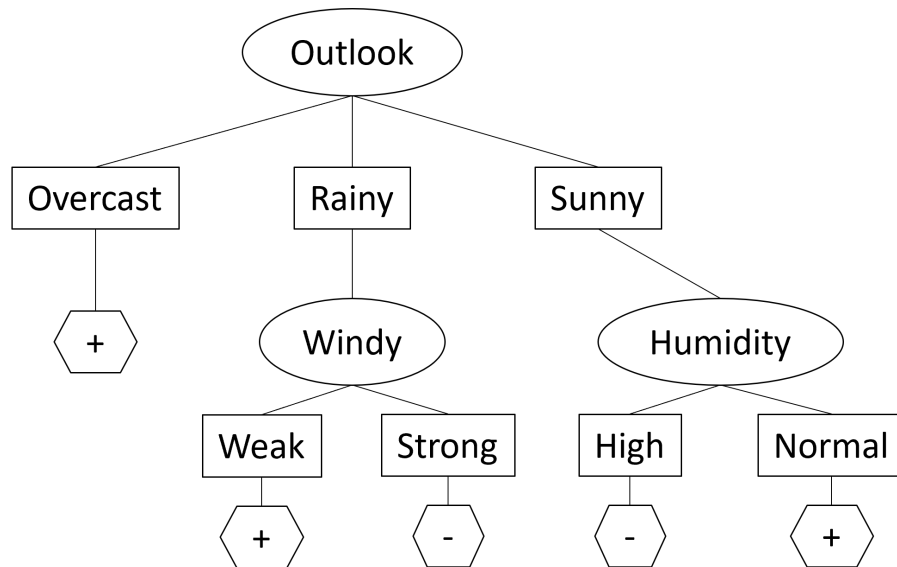 Outlook
Overcast
Rainy
Sunny
+
Windy
Humidity
Weak
Strong
High
Normal
+
-
-
+